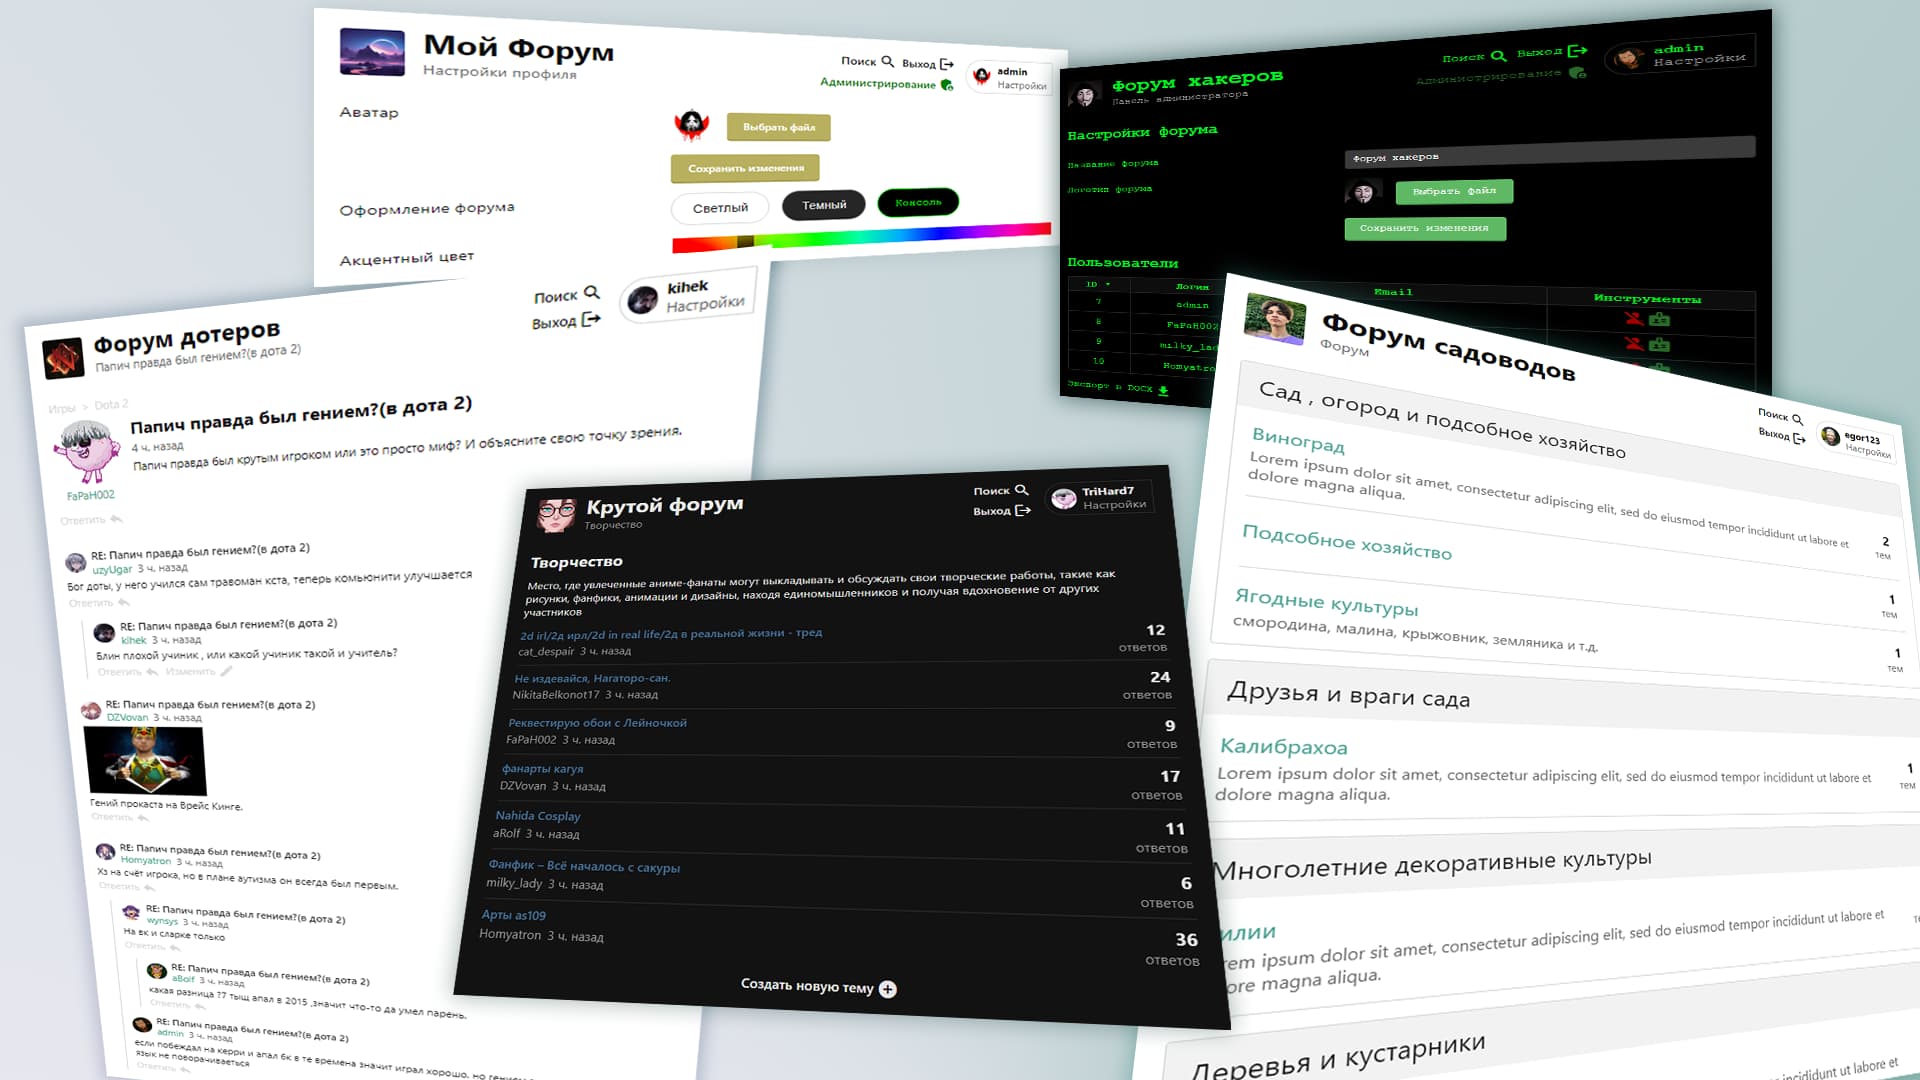 Мой Форум
Настройки профиля
Поиск
Выход
Администрирование
admin
Настройки
Аватар
Выбрать файл
Сохранить изменения
Оформление форума
Светлый
Темный
Консоль
Акцентный цвет
Форум хакеров
Панель администратора
Поиск
Выход
Администрирование
admin
Настройки
Настройки форума
Название форума
Форум хакеров
Логотип форума
Выбрать файл
Сохранить изменения
Пользователи
ID
Логин
Email
Инструменты
7
admin
8
FaPaH002
9
milky_lad
10
Homyatro
Экспорт в DOCX
Форум дотеров
Папич правда был гением?(в дота 2)
Поиск
Выход
kihek
Настройки
Игры > Dota 2
Папич правда был гением?(в дота 2)
4 ч. назад
Папич правда был крутым игроком или это просто миф? И объясните свою точку зрения.
FaPaH002
Ответить
RE: Папич правда был гением?(в дота 2)
uzyUgar 3 ч. назад
Бог доты, у него учился сам травоман кста, теперь комьюнити улучшается
Ответить
RE: Папич правда был гением?(в дота 2)
kihek 3 ч. назад
Блин плохой учиник , или какой учиник такой и учитель?
Ответить Изменить
RE: Папич правда был гением?(в дота 2)
DZVovan 3 ч. назад
Гений прокаста на Врейс Кинге.
Ответить
RE: Папич правда был гением?(в дота 2)
Homyatron 3 ч. назад
Хз на счёт игрока, но в плане аутизма он всегда был первым.
Ответить
RE: Папич правда был гением?(в дота 2)
wynsys 3 ч. назад
На вк и сларке только
Ответить
RE: Папич правда был гением?(в дота 2)
aRolf 3 ч. назад
какая разница ?? тыщ апал в 2015 ,значит что-то да умел парень.
Ответить
RE: Папич правда был гением?(в дота 2)
admin 3 ч. назад
если побеждал на керри и апал 6к в те времена значит играл хорошо, но гением
язык не поворачивается
Ответить
Крутой форум
Творчество
Поиск
Выход
TriHard7
Настройки
Творчество
Место, где увлеченные аниме-фанаты могут выкладывать и обсуждать свои творческие работы, такие как
рисунки, фанфики, анимации и дизайны, находя единомышленников и получая вдохновение от других
участников
2d irl/2д ирл/2d in real life/2д в реальной жизни - тред
cat_despair 3 ч. назад
12
ответов
Не издевайся, Нагаторо-сан.
NikitaBelkonot17 3 ч. назад
24
ответов
Реквестирую обои с Лейночкой
FaPaH002 3 ч. назад
9
ответов
фанарты кагуя
DZVovan 3 ч. назад
17
ответов
Nahida Cosplay
aRolf 3 ч. назад
11
ответов
Фанфик – Всё началось с сакуры
milky_lady 3 ч. назад
6
ответов
Арты as109
Homyatron 3 ч. назад
36
ответов
Создать новую тему
Форум садоводов
Форум
Поиск
Выход
egor123
Настройки
Сад , огород и подсобное хозяйство
Виноград
Lorem ipsum dolor sit amet, consectetur adipiscing elit, sed do eiusmod tempor incididunt ut labore et
dolore magna aliqua.
2
тем
Подсобное хозяйство
1
тем
Ягодные культуры
смородина, малина, крыжовник, земляника и т.д.
1
тем
Друзья и враги сада
Калибрахоа
Lorem ipsum dolor sit amet, consectetur adipiscing elit, sed do eiusmod tempor incididunt ut labore et
dolore magna aliqua.
1
тем
Многолетние декоративные культуры
илии
rem ipsum dolor sit amet, consectetur adipiscing elit, sed do eiusmod tempor incididunt ut labore et
ore magna aliqua.
Деревья и кустарники
incididunt ut labore et